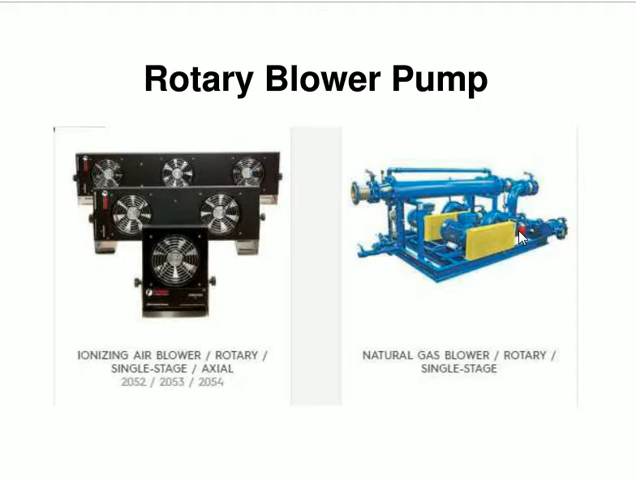 Rotary Blower Pump
IONIZING AIR BLOWER / ROTARY /
SINGLE-STAGE / AXIAL
2052 / 2053 / 2054
NATURAL GAS BLOWER / ROTARY /
SINGLE-STAGE